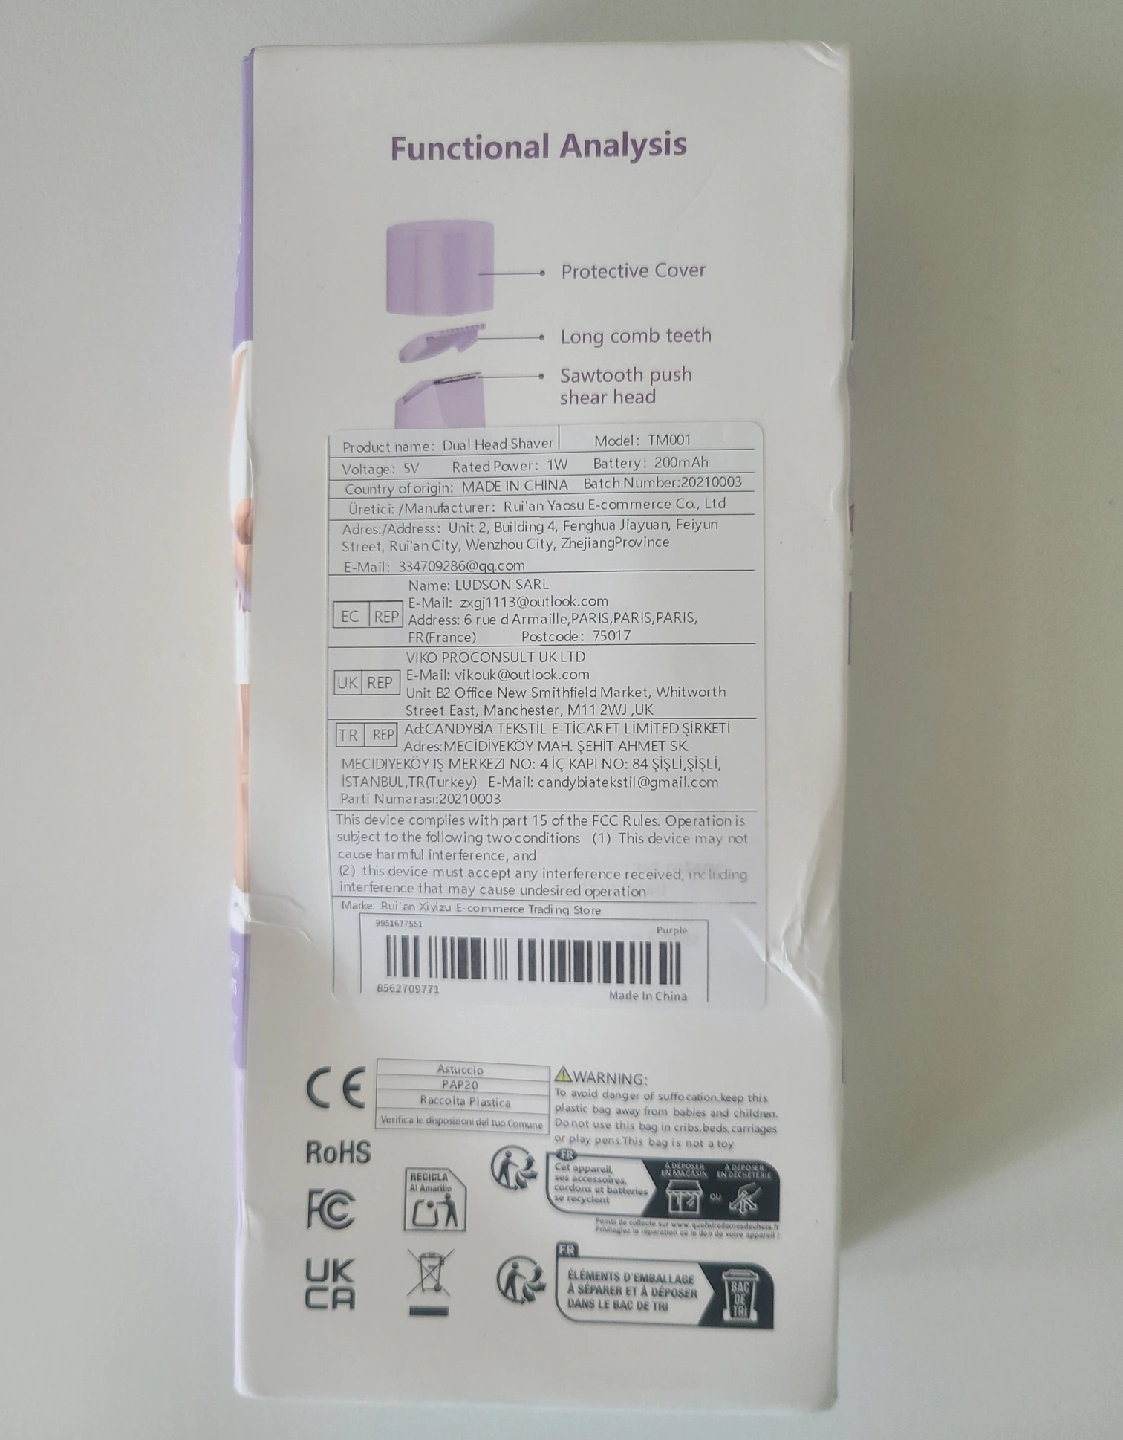 Functional Analysis
Protective Cover
Long comb teeth
Sawtooth push
shear head
Product name: Dual Head Shaver Model: TM001
Voltage: 5V Rated Power: 1W Battery: 200mAh
Country of origin: MADE IN CHINA Batch Number:20210003
Üretici:/Manufacturer: Rui'an Yaosu E-commerce Co., Ltd
Adres:/Address: Unit 2, Building 4, Fenghua Jiayuan, Feiyun
Street, Rui'an City, Wenzhou City, ZhejiangProvince
E-Mail: 334709286@qq.com
Name: LUDSON SARL
EC REP E-Mail: zxgj1113@outlook.com
Address: 6 rue d Armaille,PARIS,PARIS,PARIS,
FR(France) Postcode: 75017
VIKO PROCONSULT UK LTD
UK REP E-Mail: vikouk@outlook.com
Unit B2 Office New Smithfield Market, Whitworth
Street East, Manchester, M11 2WJ ,UK
TR REP Ad:CANDYBİA TEKSTİL E-TİCARET LİMİTED ŞİRKETİ
Adres:MECİDİYEKÖY MAH. ŞEHİT AHMET SK.
MECİDİYEKÖY İŞ MERKEZİ NO: 4 İÇ KAPI NO: 84 ŞİŞLİ,ŞİŞLİ,
İSTANBUL,TR(Turkey) E-Mail: candybiatekstil@gmail.com
Parti Numarası:20210003
This device complies with part 15 of the FCC Rules. Operation is
subject to the following two conditions (1) This device may not
cause harmful interference, and
(2) this device must accept any interference received, including
interference that may cause undesired operation
Marke: Rui'an Xiyizu E-commerce Trading Store
9951677551 Purple
8562709771 Made In China
CE
Astuccio
PAP20
Raccolta Plastica
Verifica le disposizioni del tuo Comune
WARNING:
To avoid danger of suffocation,keep this
plastic bag away from babies and children.
Do not use this bag in cribs,beds,carriages
or play pens.This bag is not a toy
RoHS
FC
UK
CA
RECICLA
Al Amarillo
FR
Cet appareil,
ses accessoires,
cordons et batteries
se recyclent
À DÉPOSER
EN MAGASIN
OU
À DÉPOSER
EN DÉCHÈTERIE
FR
ÉLÉMENTS D'EMBALLAGE
À SÉPARER ET À DÉPOSER
DANS LE BAC DE TRI
BAC
DE
TRI